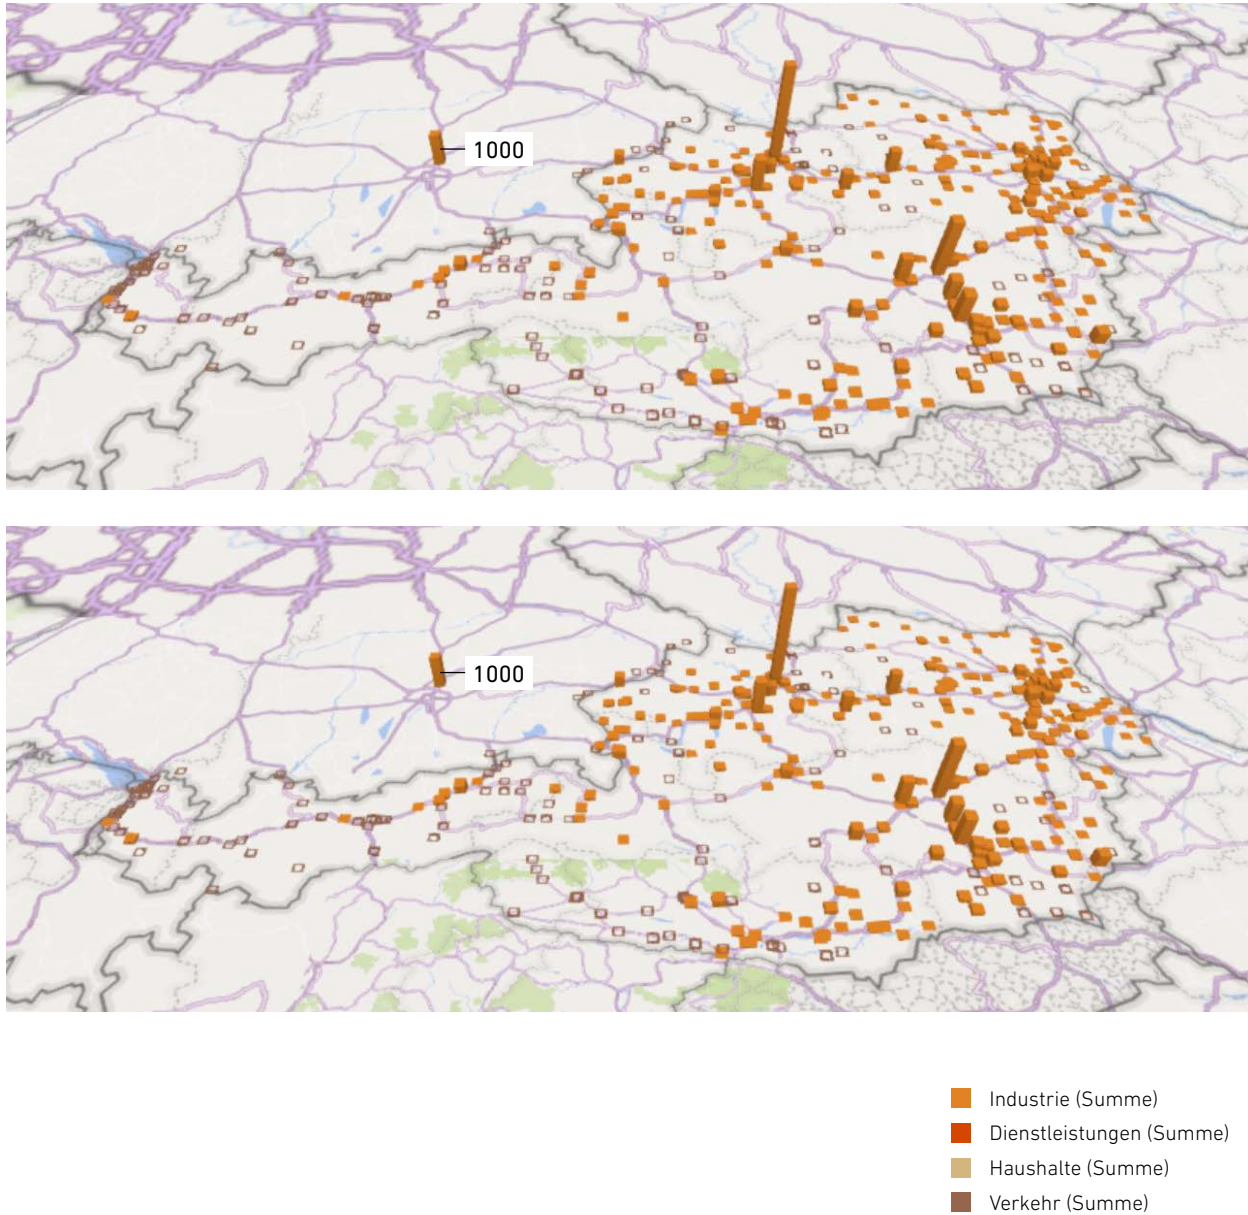 1000
1000
Industrie (Summe)
Dienstleistungen (Summe)
Haushalte (Summe)
Verkehr (Summe)